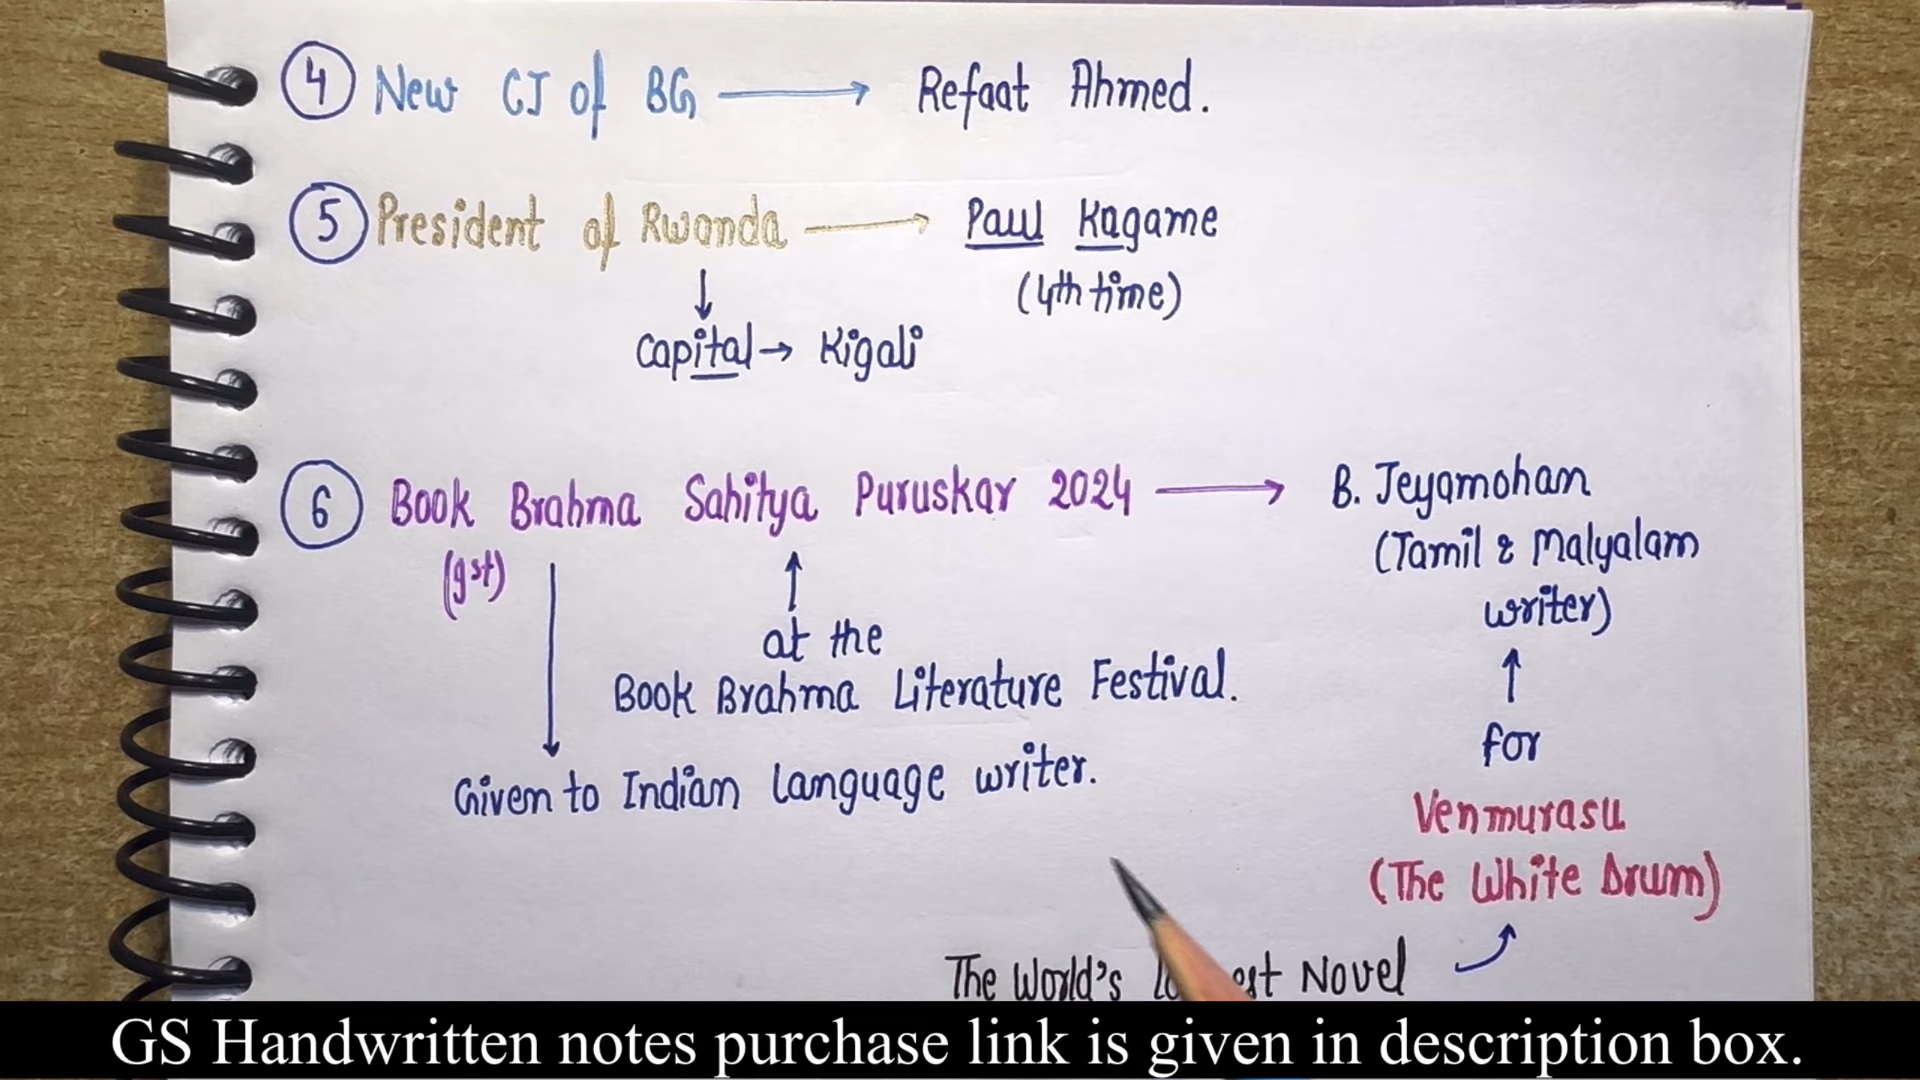 4 New CJ of BG → Refaat Ahmed.
5 President of Rwanda → Paul Kagame
(4th time)
↓
Capital → Kigali
6 Book Brahma Sahitya Puruskar 2024 → B. Jeyamohan
(Tamil & Malyalam
writer)
at the
Book Brahma Literature Festival.
Given to Indian Language writer.
for
Venmurasu
(The White Drum)
The World's Novel
GS Handwritten notes purchase link is given in description box.